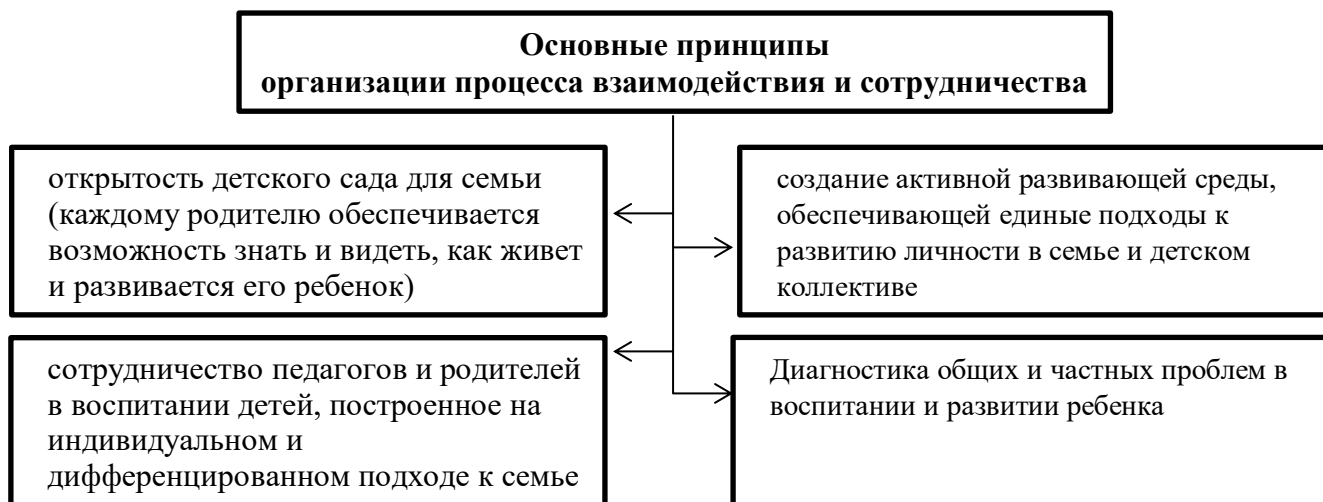 Основные принципы
организации процесса взаимодействия и сотрудничества
открытость детского сада для семьи
(каждому родителю обеспечивается
возможность знать и видеть, как живет
и развивается его ребенок)
создание активной развивающей среды,
обеспечивающей единые подходы к
развитию личности в семье и детском
коллективе
сотрудничество педагогов и родителей
в воспитании детей, построенное на
индивидуальном и
дифференцированном подходе к семье
Диагностика общих и частных проблем в
воспитании и развитии ребенка